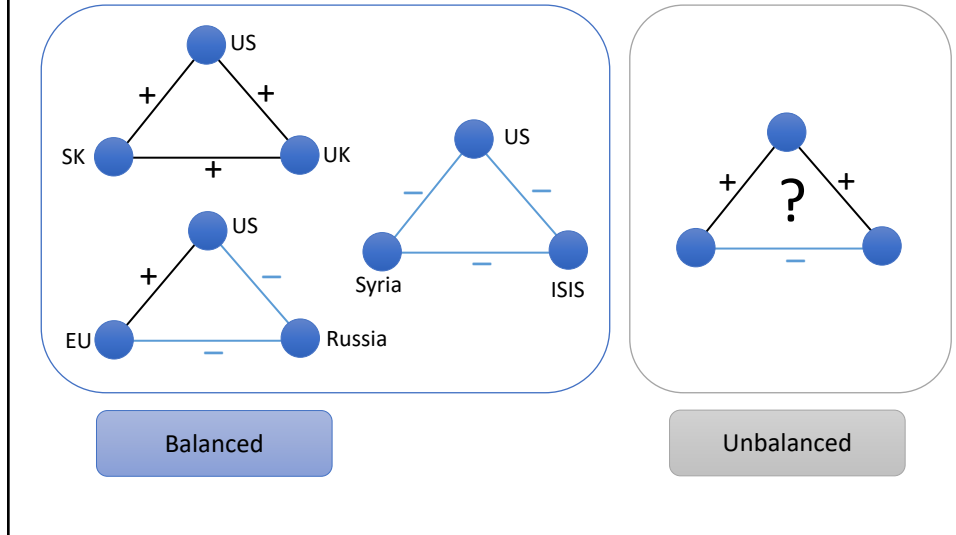 US
+
+
SK
UK
+
US
+
−
EU
Russia
−
US
−
−
−
Syria
ISIS
+
+
?
−
Balanced
Unbalanced